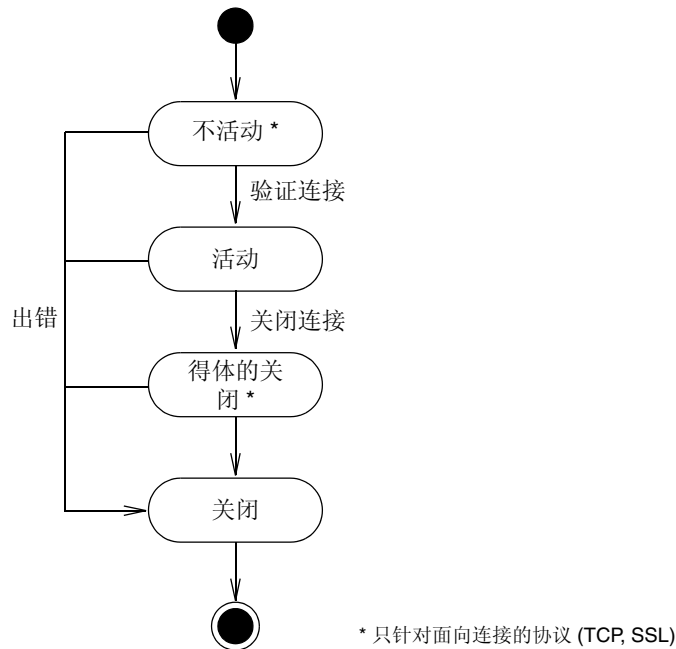 不活动 *
验证连接
活动
出错
关闭连接
得体的关
闭 *
关闭
* 只针对面向连接的协议 (TCP, SSL)